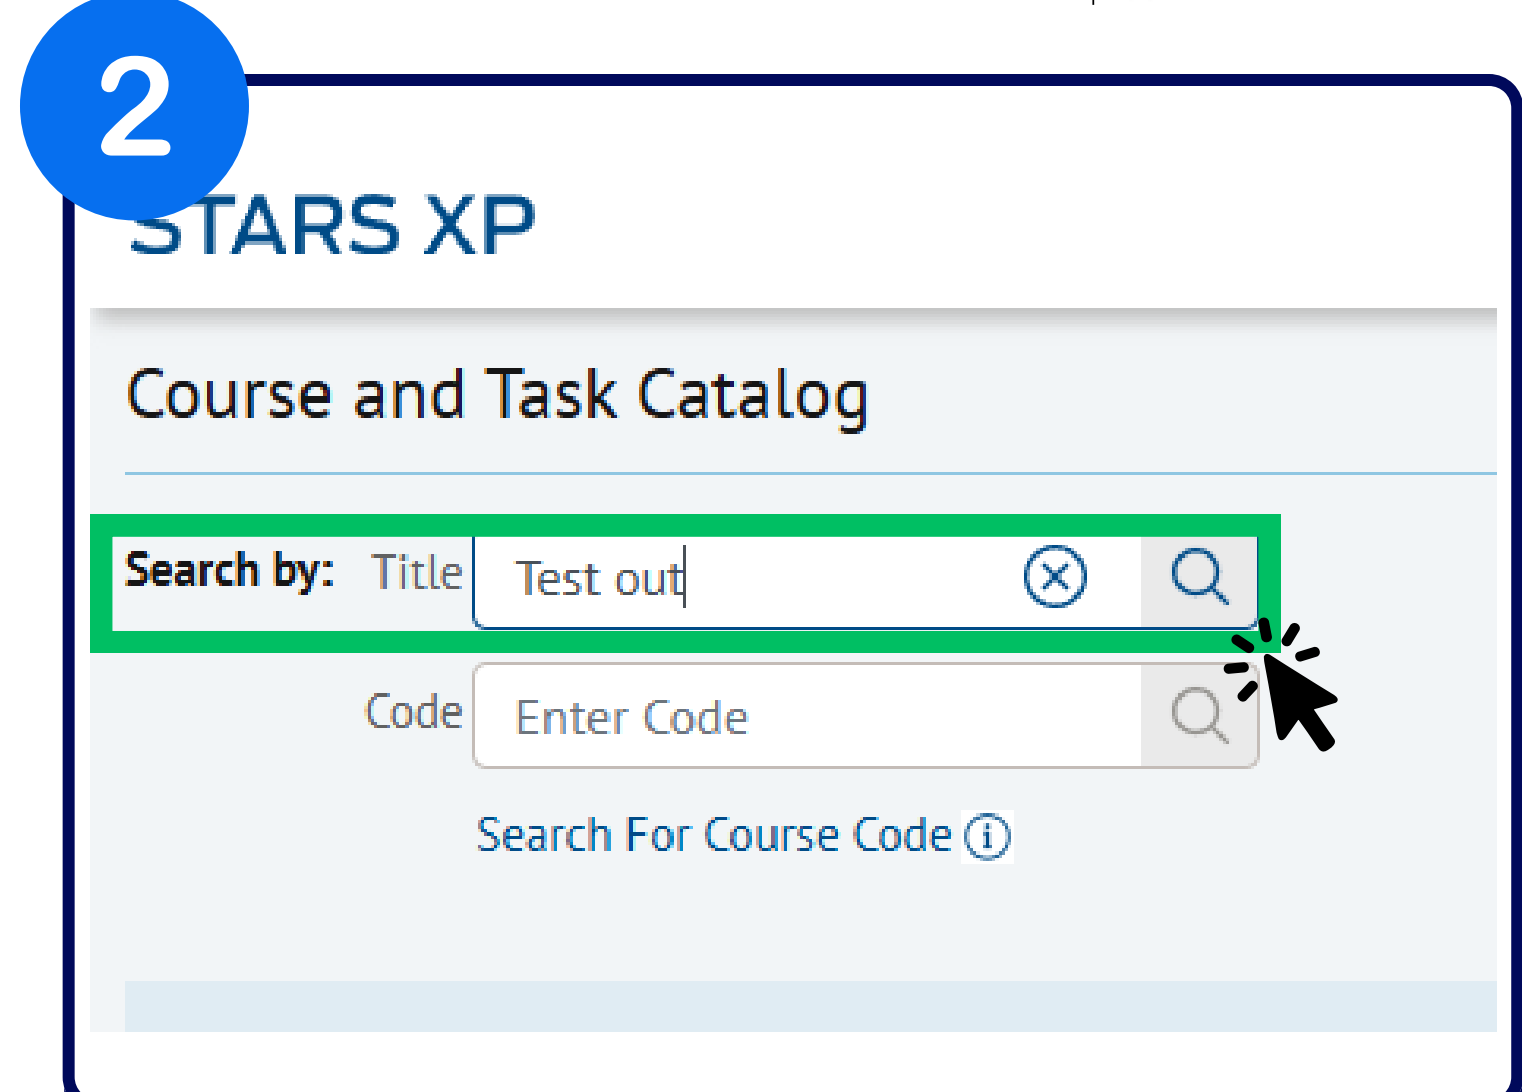 2
STARS XP
Course and Task Catalog
Search by: Title Test out
Code Enter Code
Search For Course Code i